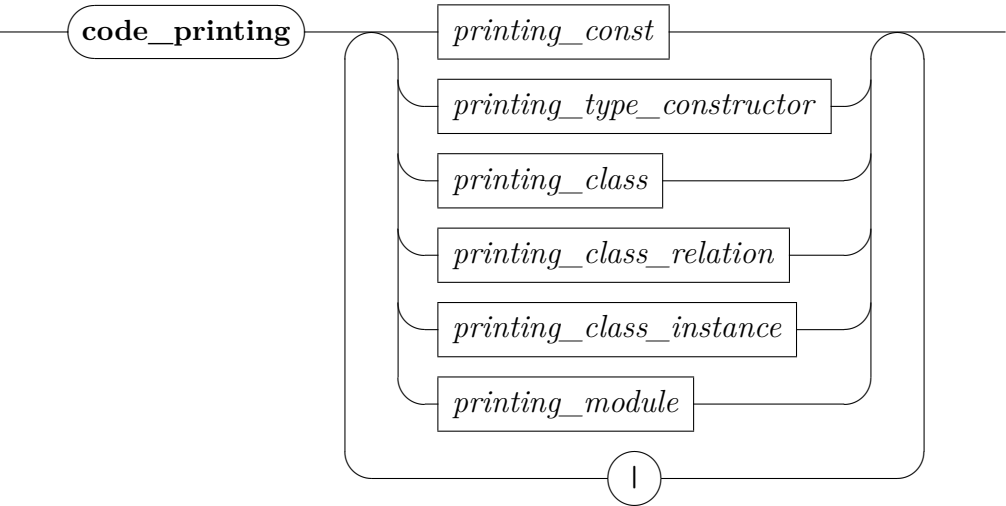 code_printing printing_const
printing_type_constructor
printing_class
printing_class_relation
printing_class_instance
printing_module
|